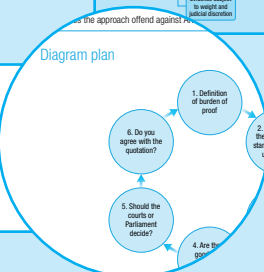 to weight and
judicial discretion
the approach offend against
Diagram plan
1. Definition
of burden of
proof
2.
6. Do you
agree with the
quotation?
5. Should the
courts or
Parliament
decide?
4. Are the